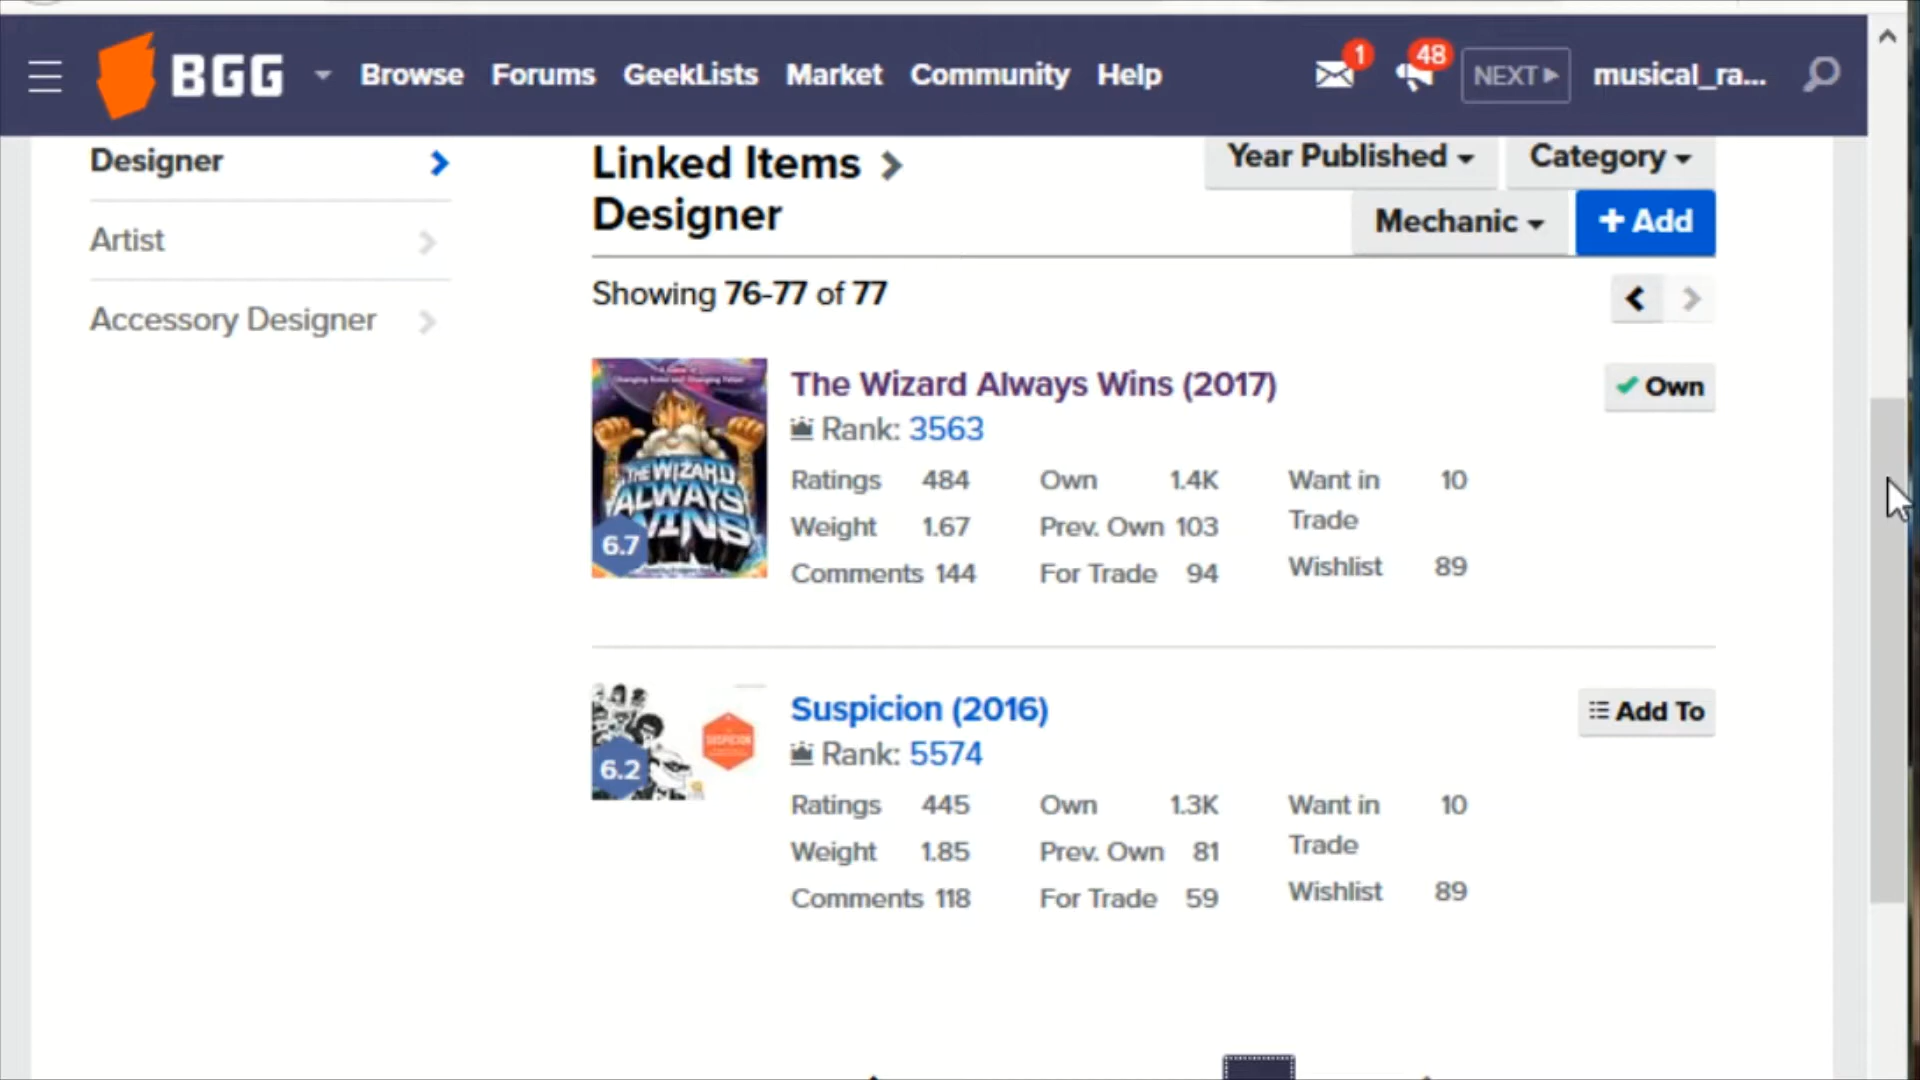 BGG
Browse
Forums
GeekLists
Market
Community
Help
1
48
NEXT
musical_ra...
Designer
Artist
Accessory Designer
Linked Items
Designer
Year Published
Category
Mechanic
+ Add
Showing 76-77 of 77
THE WIZARD
ALWAYS
WINS
6.7
The Wizard Always Wins (2017)
Own
Rank: 3563
Ratings 484 Own 1.4K Want in Trade 10
Weight 1.67 Prev. Own 103
Comments 144 For Trade 94 Wishlist 89
SUSPICION
6.2
Suspicion (2016)
Add To
Rank: 5574
Ratings 445 Own 1.3K Want in Trade 10
Weight 1.85 Prev. Own 81
Comments 118 For Trade 59 Wishlist 89